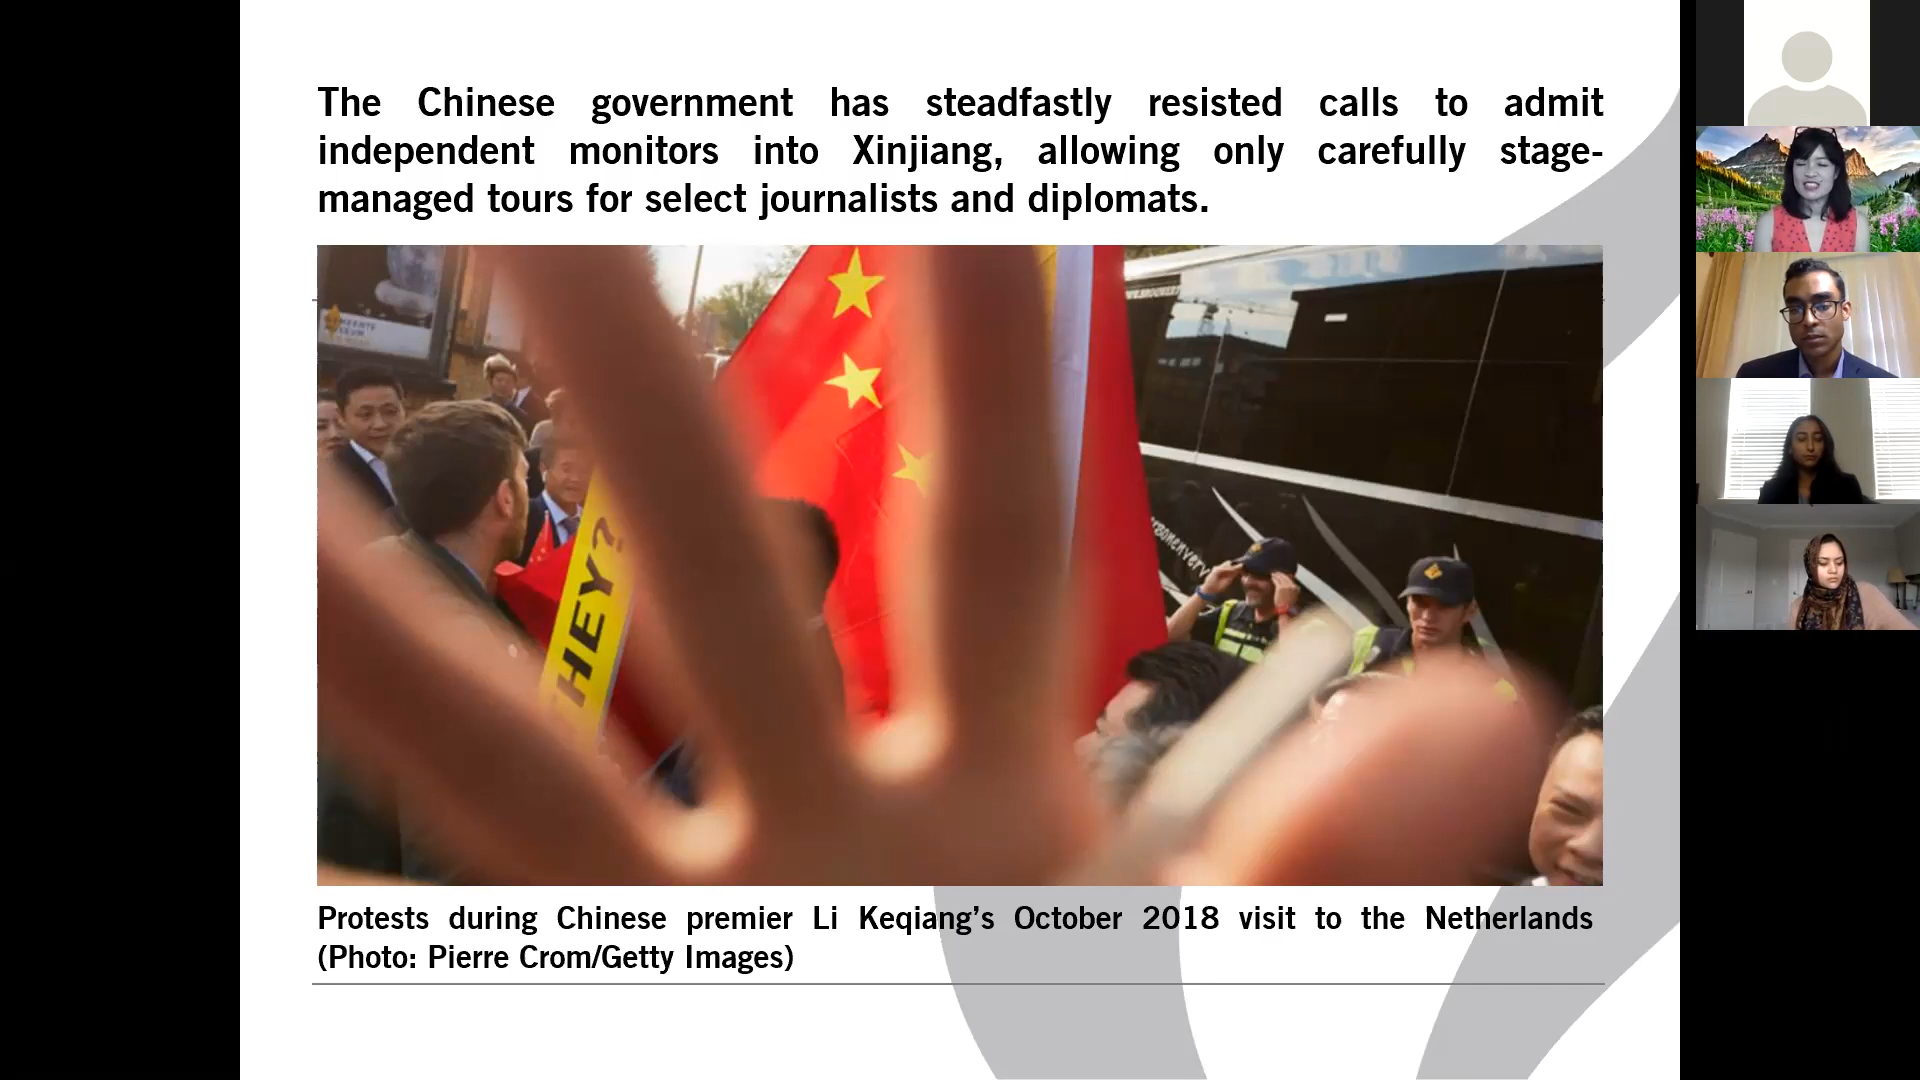 The Chinese government has steadfastly resisted calls to admit
independent monitors into Xinjiang, allowing only carefully stage-
managed tours for select journalists and diplomats.
HEY?
Protests during Chinese premier Li Keqiang’s October 2018 visit to the Netherlands
(Photo: Pierre Crom/Getty Images)